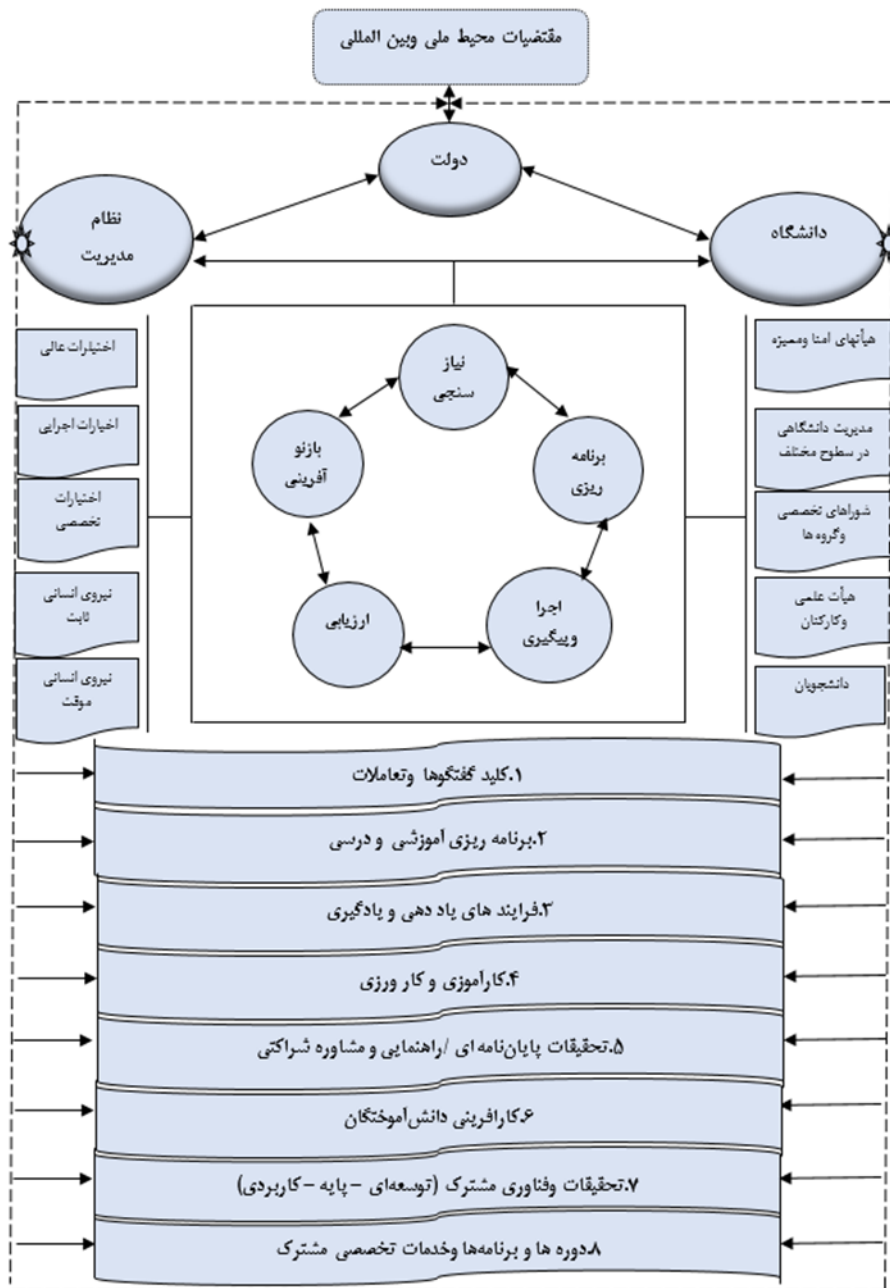 مقتضیات محیط ملی وبین المللی
دولت
نظام
مدیریت
دانشگاه
نیاز
سنجی
برنامه
ریزی
اجرا
وپیگیری
ارزیابی
بازنو
آفرینی
هیأتهای امنا وممیزه
مدیریت دانشگاهی
در سطوح مختلف
شوراهای تخصصی
وگروه ها
هیأت علمی
وکارکنان
دانشجویان
اختیارات عالی
اخیارات اجرایی
اختیارات
تخصصی
نیروی انسانی
ثابت
نیروی انسانی
موقت
۱.کلید گفتگوها وتعاملات
۲.برنامه ریزی آموزشی و درسی
۳.فرایند های یاد دهی و یادگیری
۴.کارآموزی و کار ورزی
۵.تحقیقات پایان‌نامه ای /راهنمایی و مشاوره شراکتی
۶.کارافرینی دانش‌آموختگان
۷.تحقیقات وفناوری مشترک (توسعه‌ای – پایه – کاربردی)
۸.دوره ها و برنامه‌ها وخدمات تخصصی مشترک